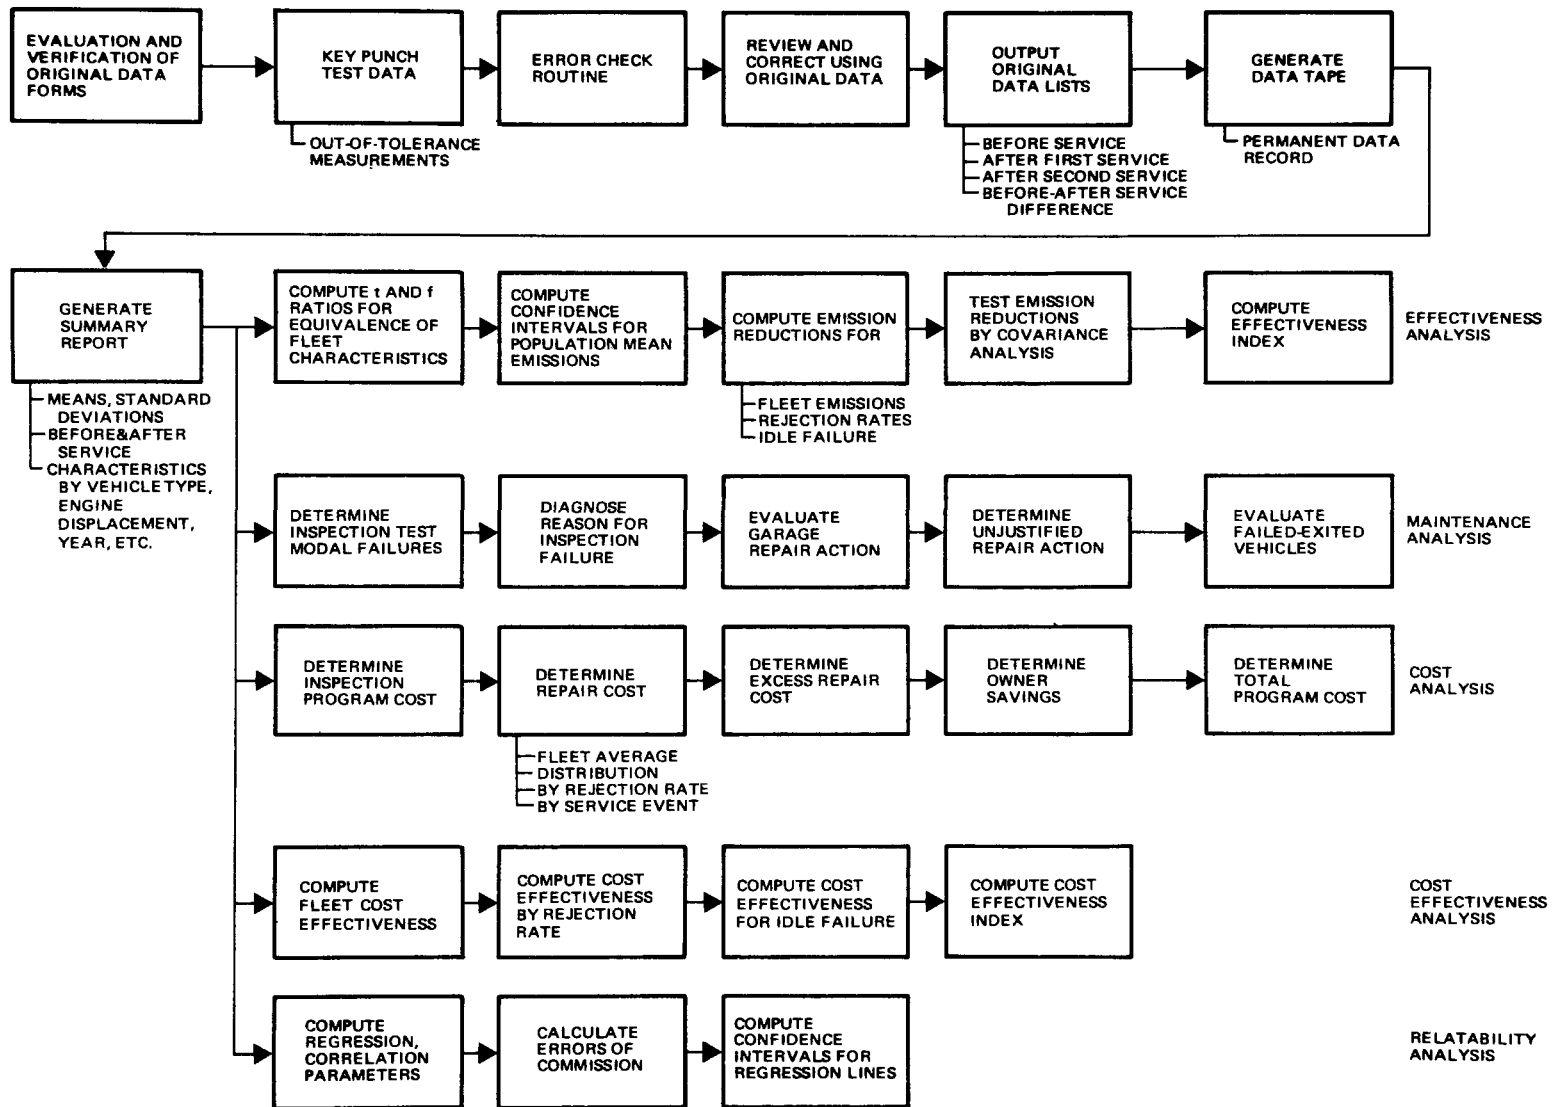 EVALUATION AND
VERIFICATION OF
ORIGINAL DATA
FORMS
KEY PUNCH
TEST DATA
OUT-OF-TOLERANCE
MEASUREMENTS
ERROR CHECK
ROUTINE
REVIEW AND
CORRECT USING
ORIGINAL DATA
OUTPUT
ORIGINAL
DATA LISTS
BEFORE SERVICE
AFTER FIRST SERVICE
AFTER SECOND SERVICE
BEFORE-AFTER SERVICE
DIFFERENCE
GENERATE
DATA TAPE
PERMANENT DATA
RECORD
GENERATE
SUMMARY
REPORT
MEANS, STANDARD
DEVIATIONS
BEFORE&AFTER
SERVICE
CHARACTERISTICS
BY VEHICLE TYPE,
ENGINE
DISPLACEMENT,
YEAR, ETC.
COMPUTE t AND f
RATIOS FOR
EQUIVALENCE OF
FLEET
CHARACTERISTICS
COMPUTE
CONFIDENCE
INTERVALS FOR
POPULATION MEAN
EMISSIONS
COMPUTE EMISSION
REDUCTIONS FOR
FLEET EMISSIONS
REJECTION RATES
IDLE FAILURE
TEST EMISSION
REDUCTIONS
BY COVARIANCE
ANALYSIS
COMPUTE
EFFECTIVENESS
INDEX
EFFECTIVENESS
ANALYSIS
DETERMINE
INSPECTION TEST
MODAL FAILURES
DIAGNOSE
REASON FOR
INSPECTION
FAILURE
EVALUATE
GARAGE
REPAIR ACTION
DETERMINE
UNJUSTIFIED
REPAIR ACTION
EVALUATE
FAILED-EXITED
VEHICLES
MAINTENANCE
ANALYSIS
DETERMINE
INSPECTION
PROGRAM COST
DETERMINE
REPAIR COST
FLEET AVERAGE
DISTRIBUTION
BY REJECTION RATE
BY SERVICE EVENT
DETERMINE
EXCESS REPAIR
COST
DETERMINE
OWNER
SAVINGS
DETERMINE
TOTAL
PROGRAM COST
COST
ANALYSIS
COMPUTE
FLEET COST
EFFECTIVENESS
COMPUTE COST
EFFECTIVENESS
BY REJECTION
RATE
COMPUTE COST
EFFECTIVENESS
FOR IDLE FAILURE
COMPUTE COST
EFFECTIVENESS
INDEX
COST
EFFECTIVENESS
ANALYSIS
COMPUTE
REGRESSION,
CORRELATION
PARAMETERS
CALCULATE
ERRORS OF
COMMISSION
COMPUTE
CONFIDENCE
INTERVALS FOR
REGRESSION LINES
RELATABILITY
ANALYSIS